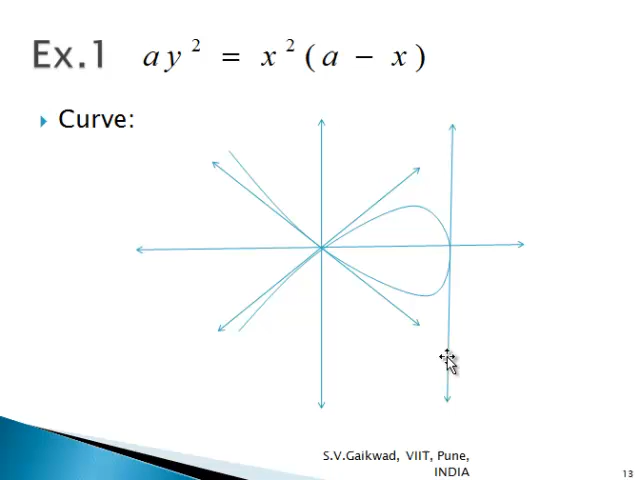 Ex.1 ay² = x²(a − x)
Curve:
S.V.Gaikwad, VIIT, Pune,
INDIA
13